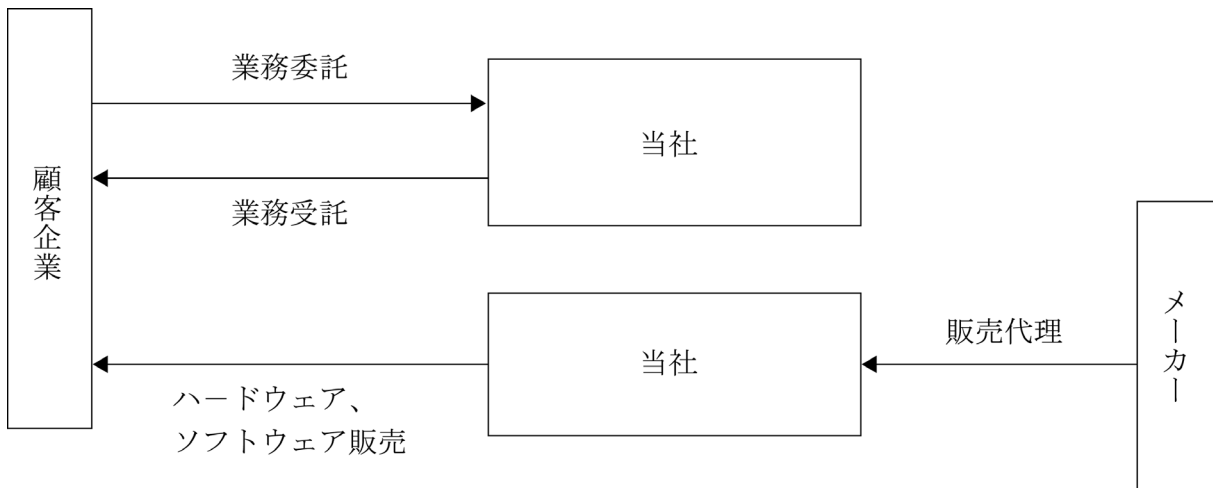 業務委託
当社
顧客企業
業務受託
メーカー
販売代理
当社
ハードウェア、
ソフトウェア販売